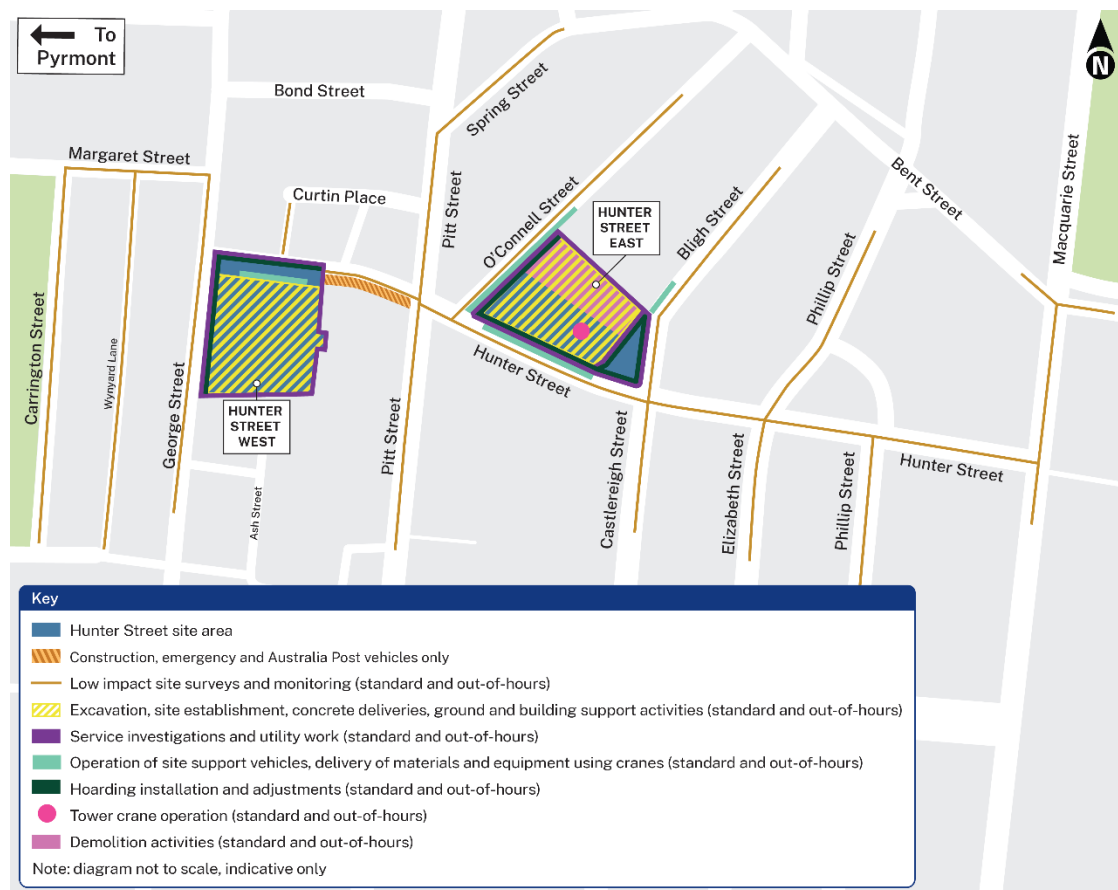 To
Pyrmont
N
Bond Street
Spring Street
Margaret Street
Curtin Place
Pitt Street
O'Connell Street
HUNTER
STREET
EAST
Bligh Street
Bent Street
Macquarie Street
Phillip Street
Carrington Street
Wynyard Lane
George Street
HUNTER
STREET
WEST
Ash Street
Pitt Street
Hunter Street
Castlereigh Street
Elizabeth Street
Phillip Street
Hunter Street
Key
Hunter Street site area
Construction, emergency and Australia Post vehicles only
Low impact site surveys and monitoring (standard and out-of-hours)
Excavation, site establishment, concrete deliveries, ground and building support activities (standard and out-of-hours)
Service investigations and utility work (standard and out-of-hours)
Operation of site support vehicles, delivery of materials and equipment using cranes (standard and out-of-hours)
Hoarding installation and adjustments (standard and out-of-hours)
Tower crane operation (standard and out-of-hours)
Demolition activities (standard and out-of-hours)
Note: diagram not to scale, indicative only